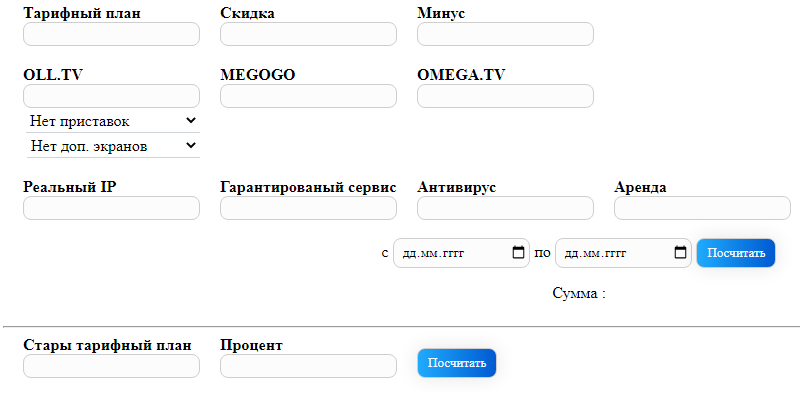 Тарифный план Скидка Минус
OLL.TV MEGOGO OMEGA.TV
Нет приставок
Нет доп. экранов
Реальный IP Гарантированый сервис Антивирус Аренда
с дд.мм.гггг по дд.мм.гггг Посчитать
Сумма :
Стары тарифный план Процент
Посчитать